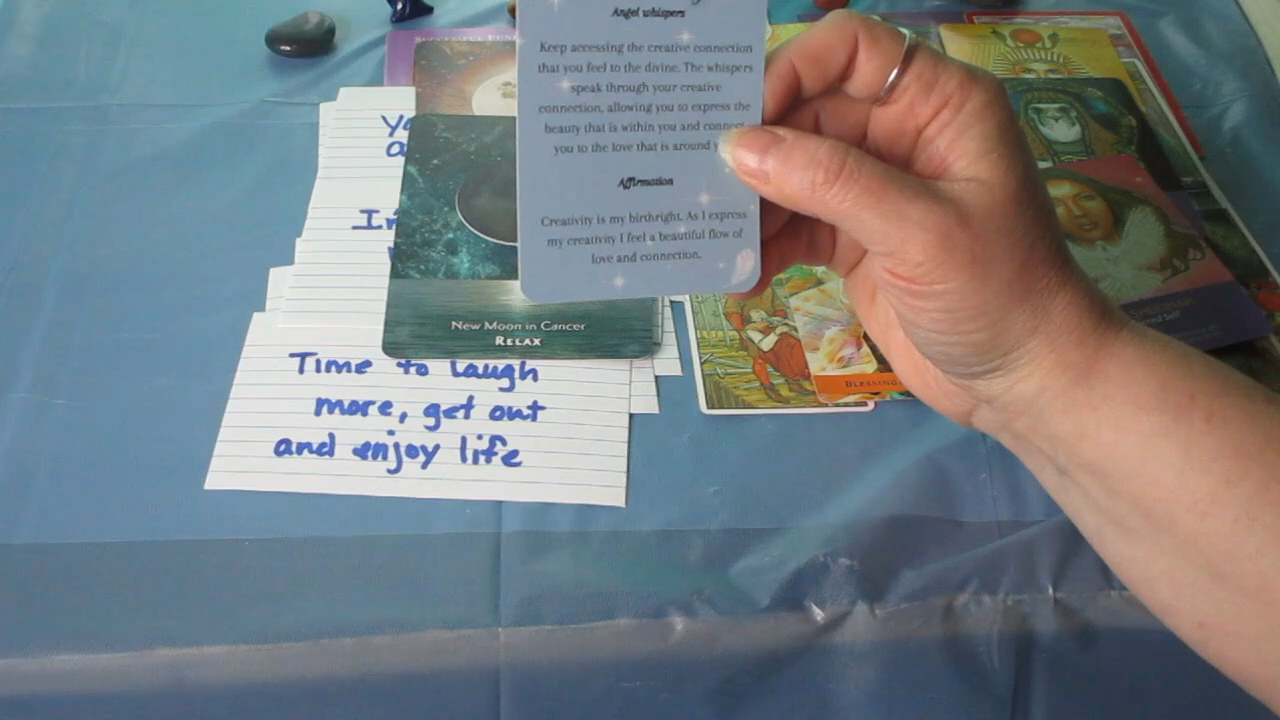 Angel whispers
Keep accessing the creative connection
that you feel to the divine. The whispers
speak through your creative
connection, allowing you to express the
beauty that is within you and connect
you to the love that is around
Affirmation
Creativity is my birthright. As I express
my creativity I feel a beautiful flow of
love and connection.
New Moon in Cancer
RELAX
Time to laugh
more, get out
and enjoy life